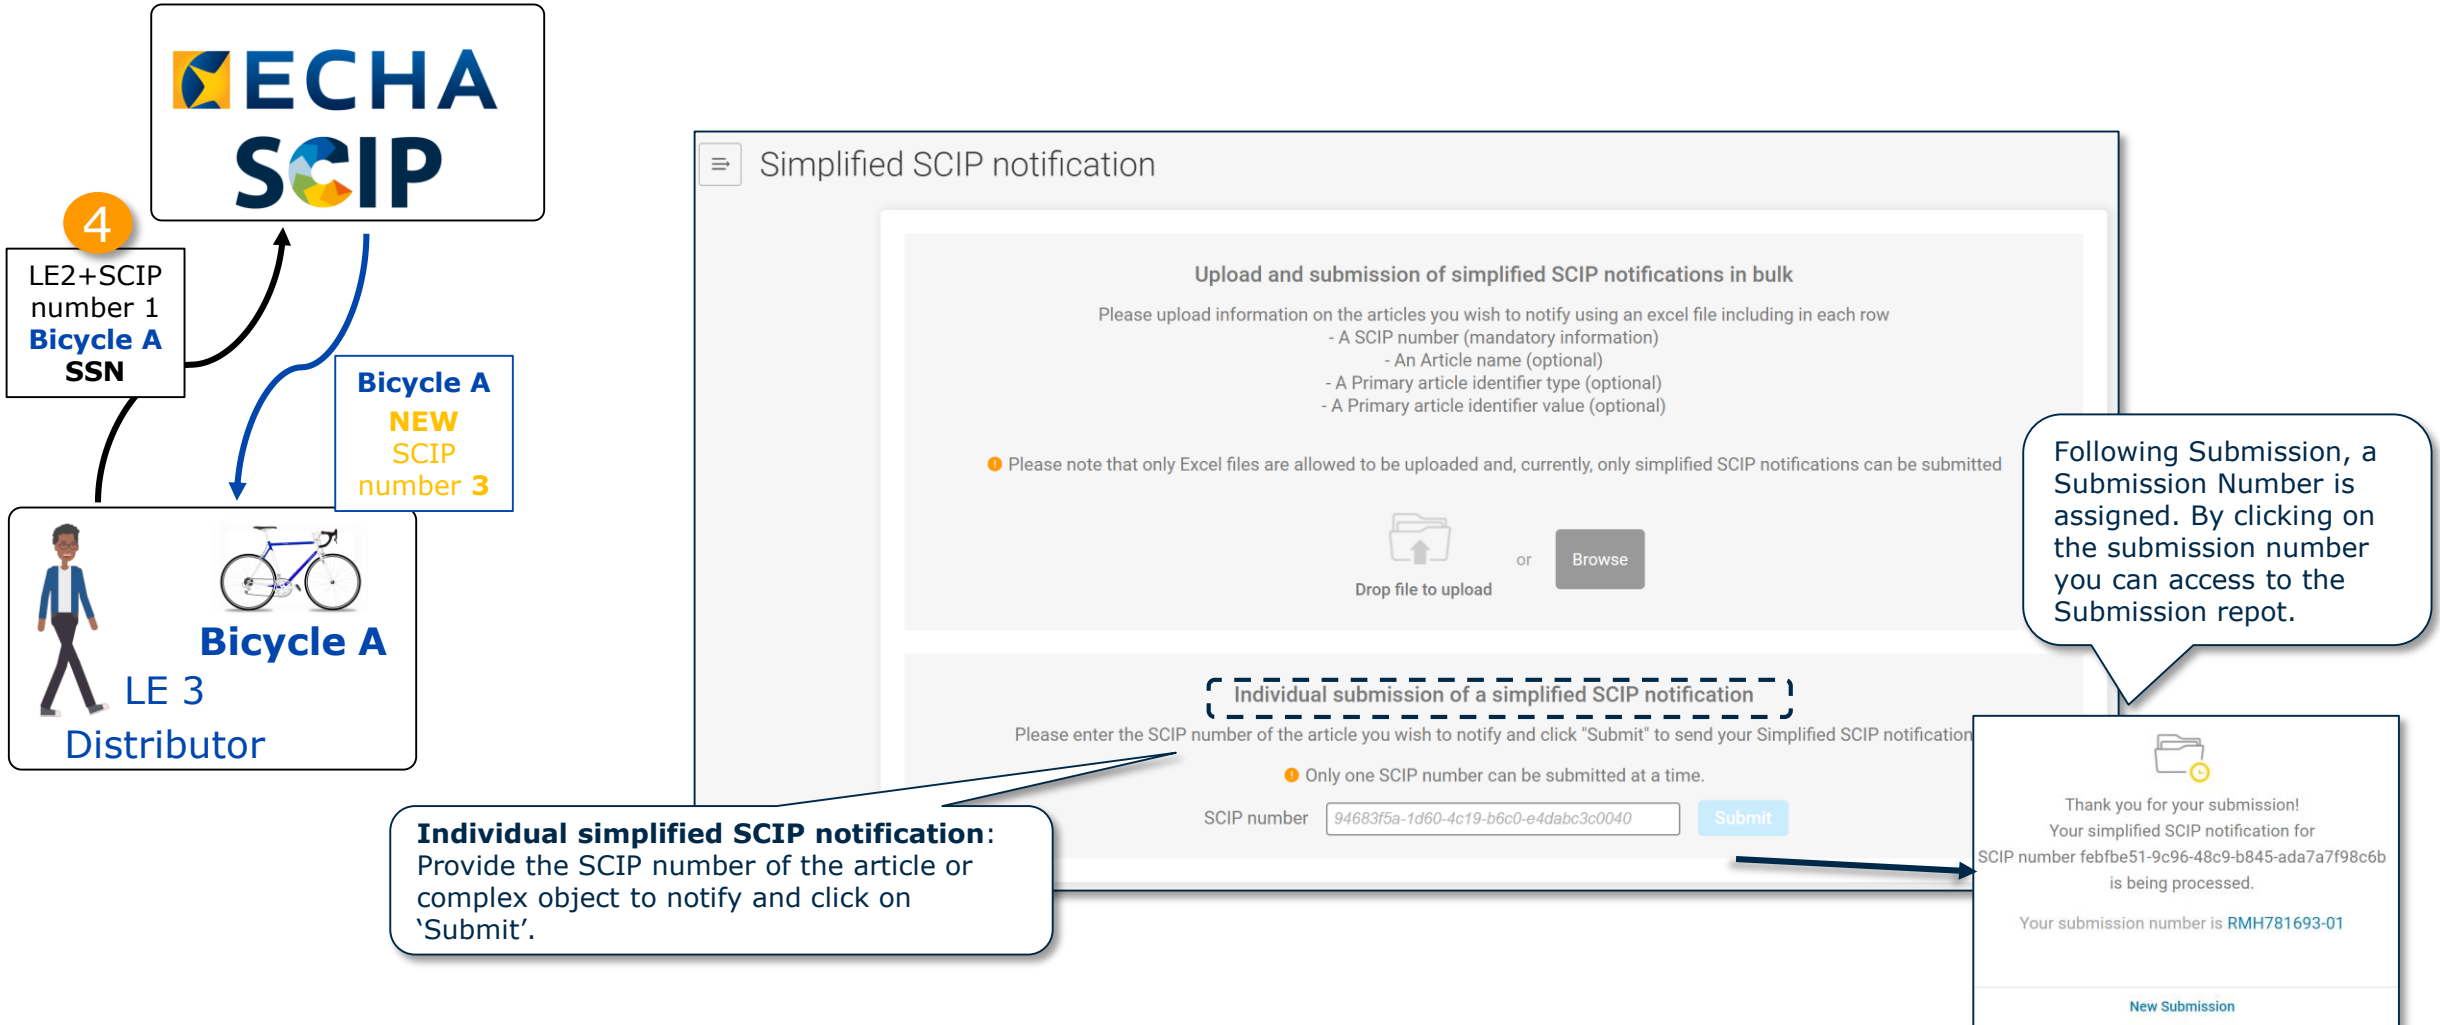 ECHA
SCIP
4
LE2+SCIP
number 1
Bicycle A
SSN
Bicycle A
NEW
SCIP
number 3
Bicycle A
LE 3
Distributor
Simplified SCIP notification
Upload and submission of simplified SCIP notifications in bulk
Please upload information on the articles you wish to notify using an excel file including in each row
- A SCIP number (mandatory information)
- An Article name (optional)
- A Primary article identifier type (optional)
- A Primary article identifier value (optional)
Please note that only Excel files are allowed to be uploaded and, currently, only simplified SCIP notifications can be submitted
Drop file to upload
or
Browse
Individual submission of a simplified SCIP notification
Please enter the SCIP number of the article you wish to notify and click "Submit" to send your Simplified SCIP notification
Only one SCIP number can be submitted at a time.
SCIP number
94683f5a-1d60-4c19-b6c0-e4dabc3c0040
Submit
Individual simplified SCIP notification:
Provide the SCIP number of the article or
complex object to notify and click on
‘Submit’.
Following Submission, a
Submission Number is
assigned. By clicking on
the submission number
you can access to the
Submission repot.
Thank you for your submission!
Your simplified SCIP notification for
SCIP number febfbe51-9c96-48c9-b845-ada7a7f98c6b
is being processed.
Your submission number is RMH781693-01
New Submission